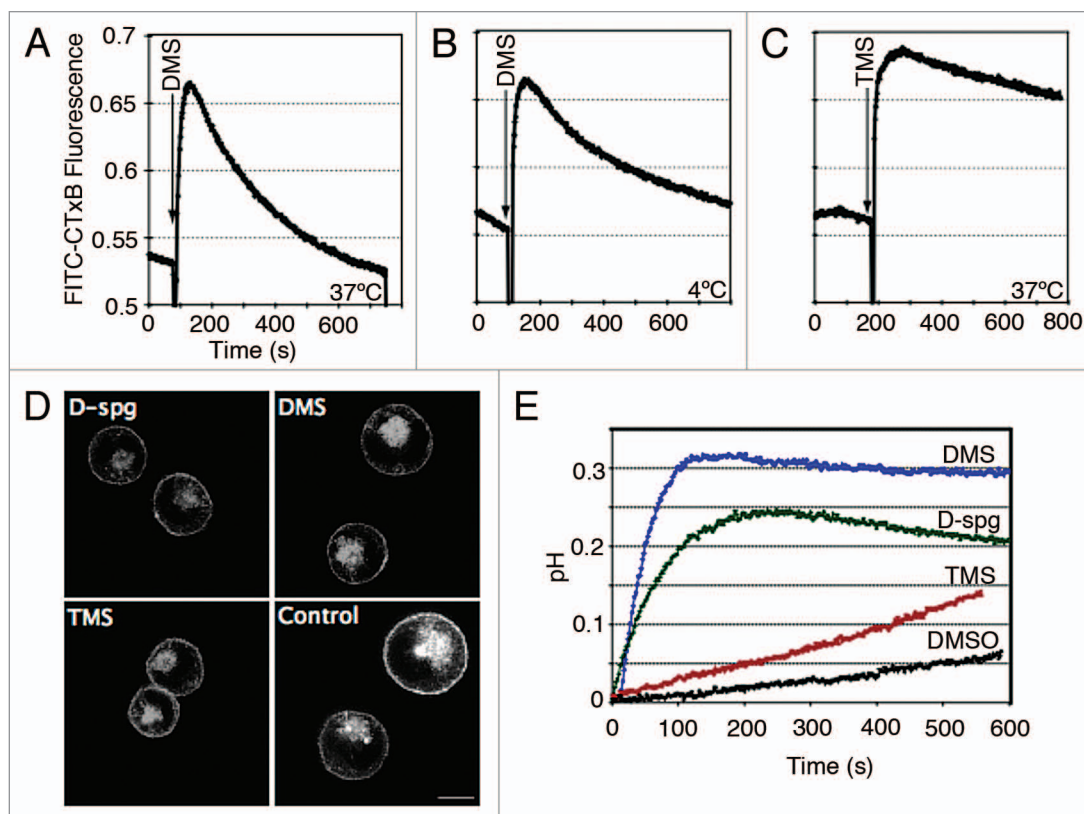 A
B
C
DMS
DMS
TMS
FITC-CTxB Fluorescence
0.7
0.65
0.6
0.55
0.5
37ºC
4ºC
37ºC
0 200 400 600
0 200 400 600
0 200 400 600 800
Time (s)
D
D-spg
DMS
TMS
Control
E
pH
0.3
0.2
0.1
0
DMS
D-spg
TMS
DMSO
0 100 200 300 400 500 600
Time (s)